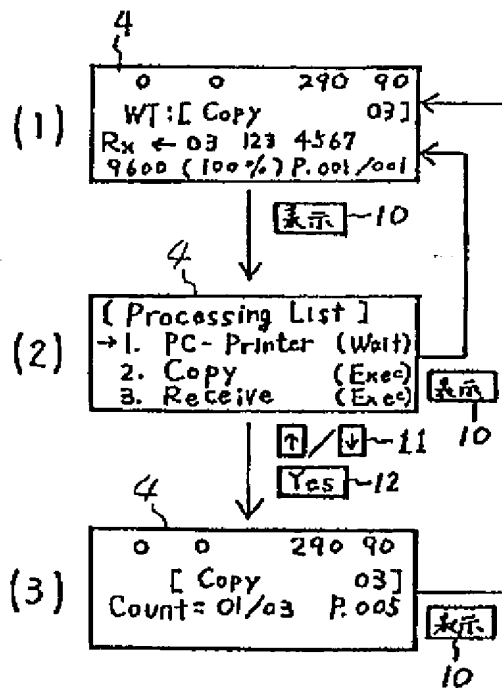 4
0 0 290 90
(1) WT:[ Copy 03]
Rx ← 03 123 4567
9600 (100%) P.001/001
表示 10
4
[ Processing List ]
→1. PC-Printer (Wait)
(2) 2. Copy (Exec)
3. Receive (Exec)
表示 10
↑/↓ 11
Yes 12
4
0 0 290 90
(3) [ Copy 03]
Count= 01/03 P.005
表示
10